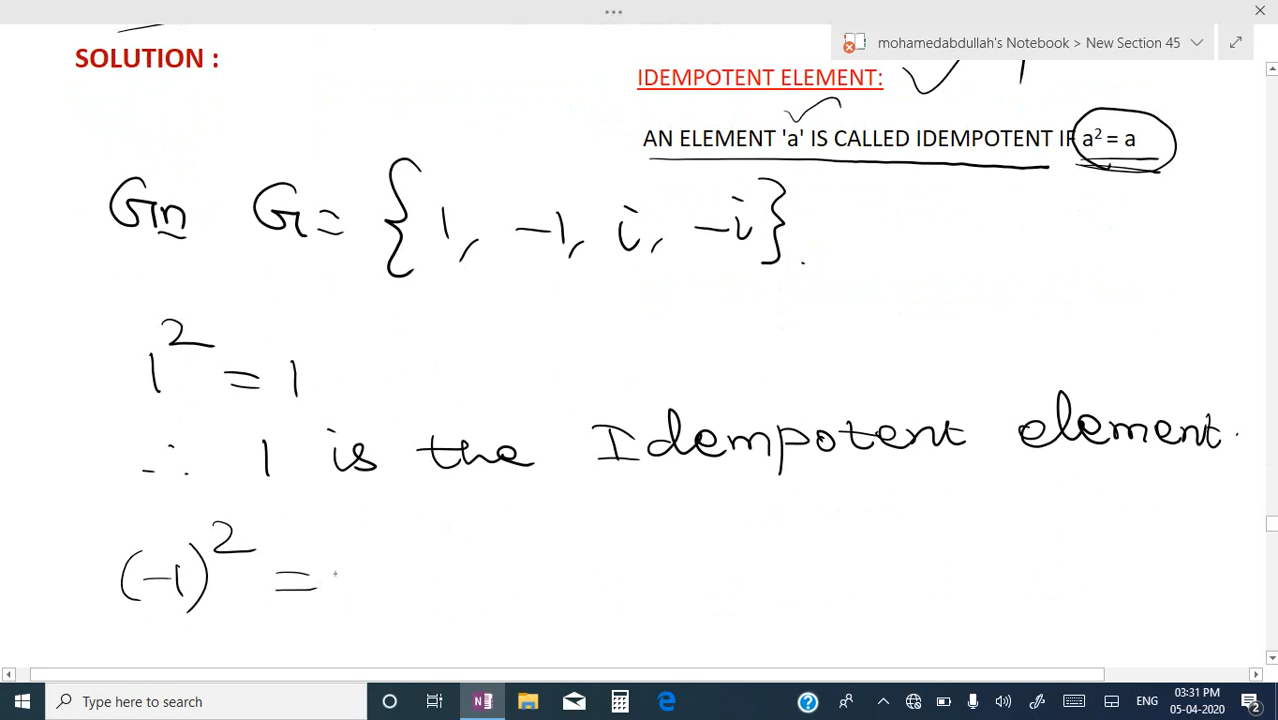 SOLUTION :
mohamedabdullah's Notebook > New Section 45
IDEMPOTENT ELEMENT:
AN ELEMENT 'a' IS CALLED IDEMPOTENT IF a² = a
Gn G = {1, -1, i, -i}.
1² = 1
∴ 1 is the Idempotent element.
(-1)² =
Type here to search
ENG
03:31 PM
05-04-2020
2